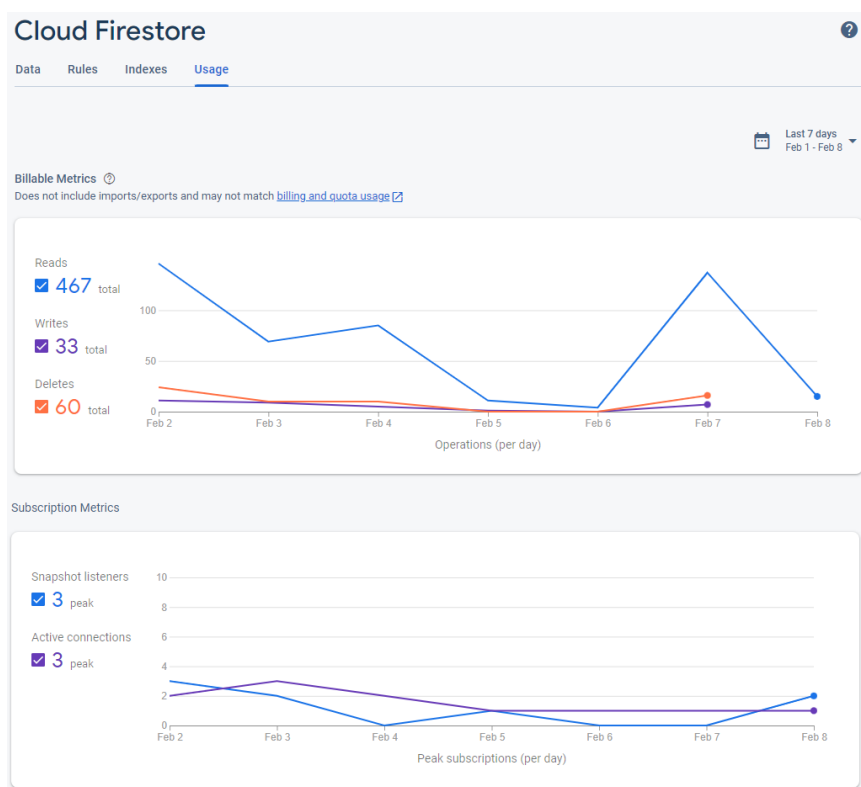 Cloud Firestore
Data Rules Indexes Usage
Last 7 days
Feb 1 - Feb 8
Billable Metrics
Does not include imports/exports and may not match billing and quota usage
Reads
467 total
Writes
33 total
Deletes
60 total
100
50
0
Feb 2 Feb 3 Feb 4 Feb 5 Feb 6 Feb 7 Feb 8
Operations (per day)
Subscription Metrics
Snapshot listeners
3 peak
Active connections
3 peak
10
8
6
4
2
0
Feb 2 Feb 3 Feb 4 Feb 5 Feb 6 Feb 7 Feb 8
Peak subscriptions (per day)